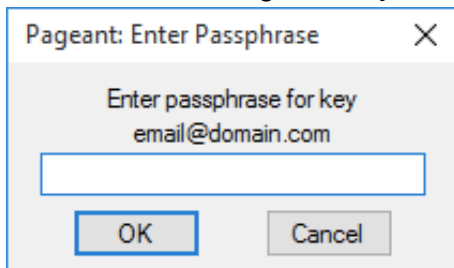 Pageant: Enter Passphrase
Enter passphrase for key
email@domain.com
OK Cancel